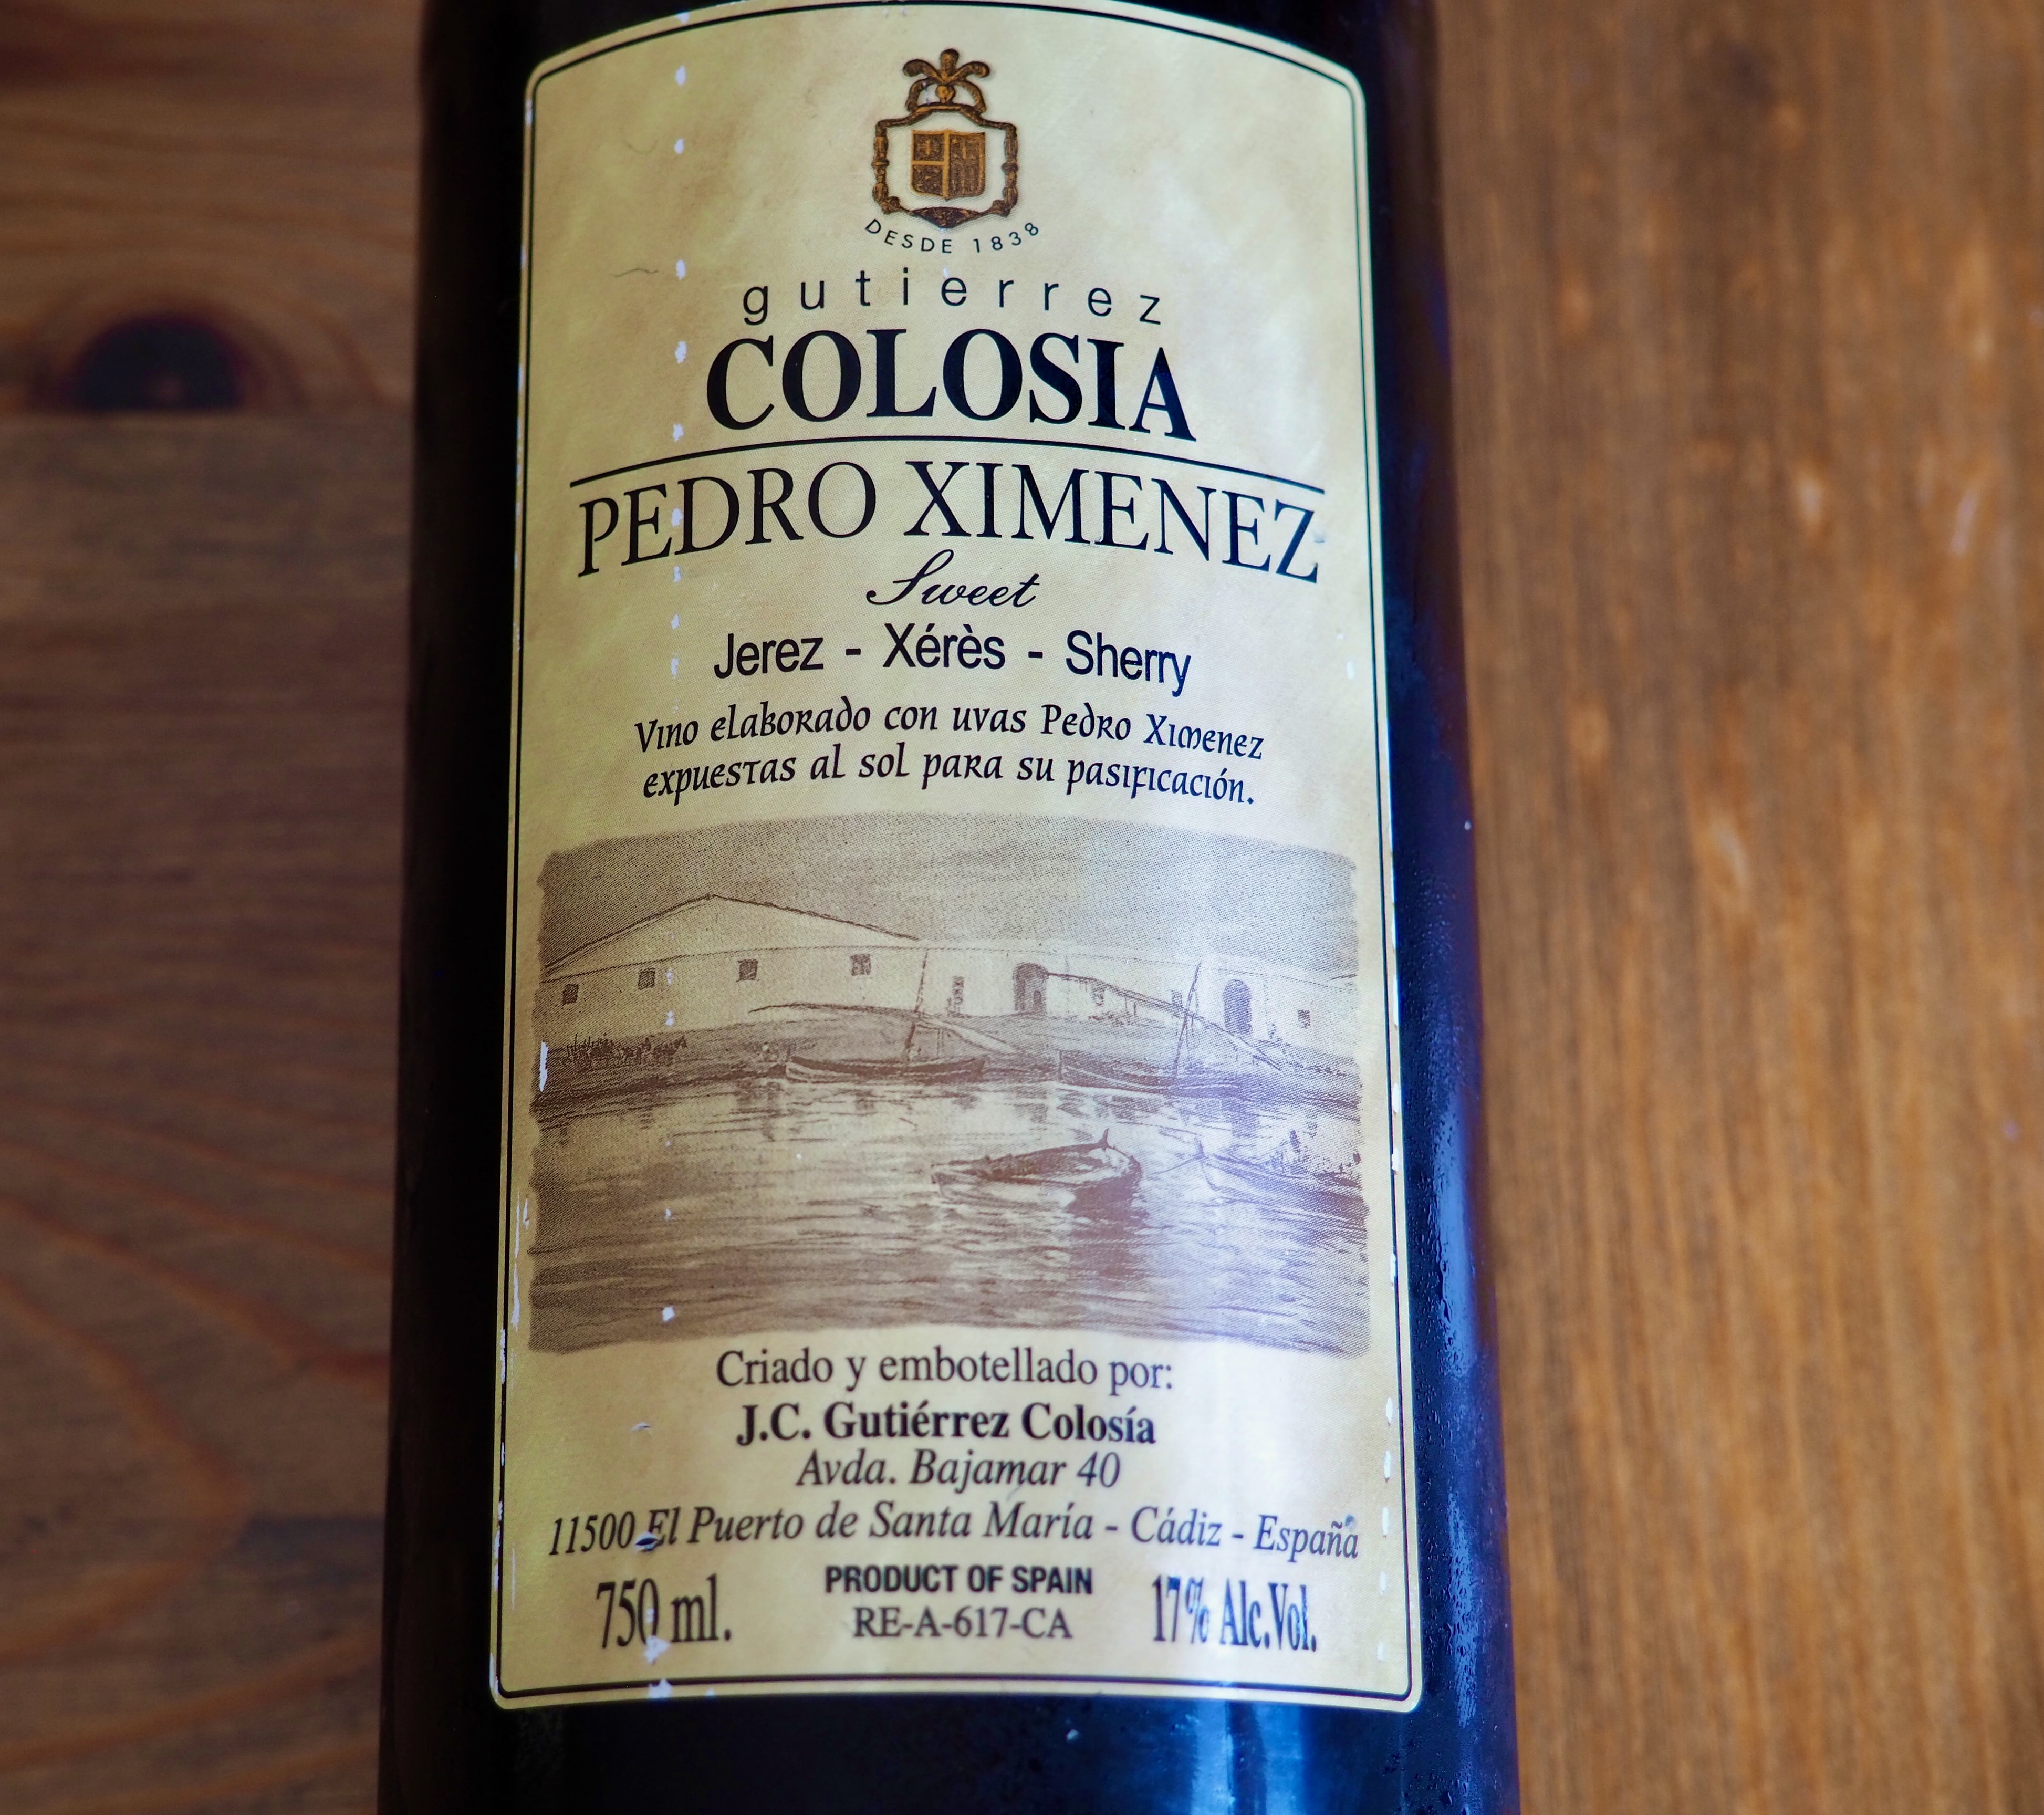 DESDE 1838
gutierrez
COLOSIA
PEDRO XIMENEZ
Sweet
Jerez - Xérès - Sherry
Vino elaborado con uvas Pedro Ximenez
expuestas al sol para su pasificación.
Criado y embotellado por:
J.C. Gutiérrez Colosía
Avda. Bajamar 40
11500 El Puerto de Santa María - Cádiz - España
PRODUCT OF SPAIN
750 ml. RE-A-617-CA 17% Alc.Vol.